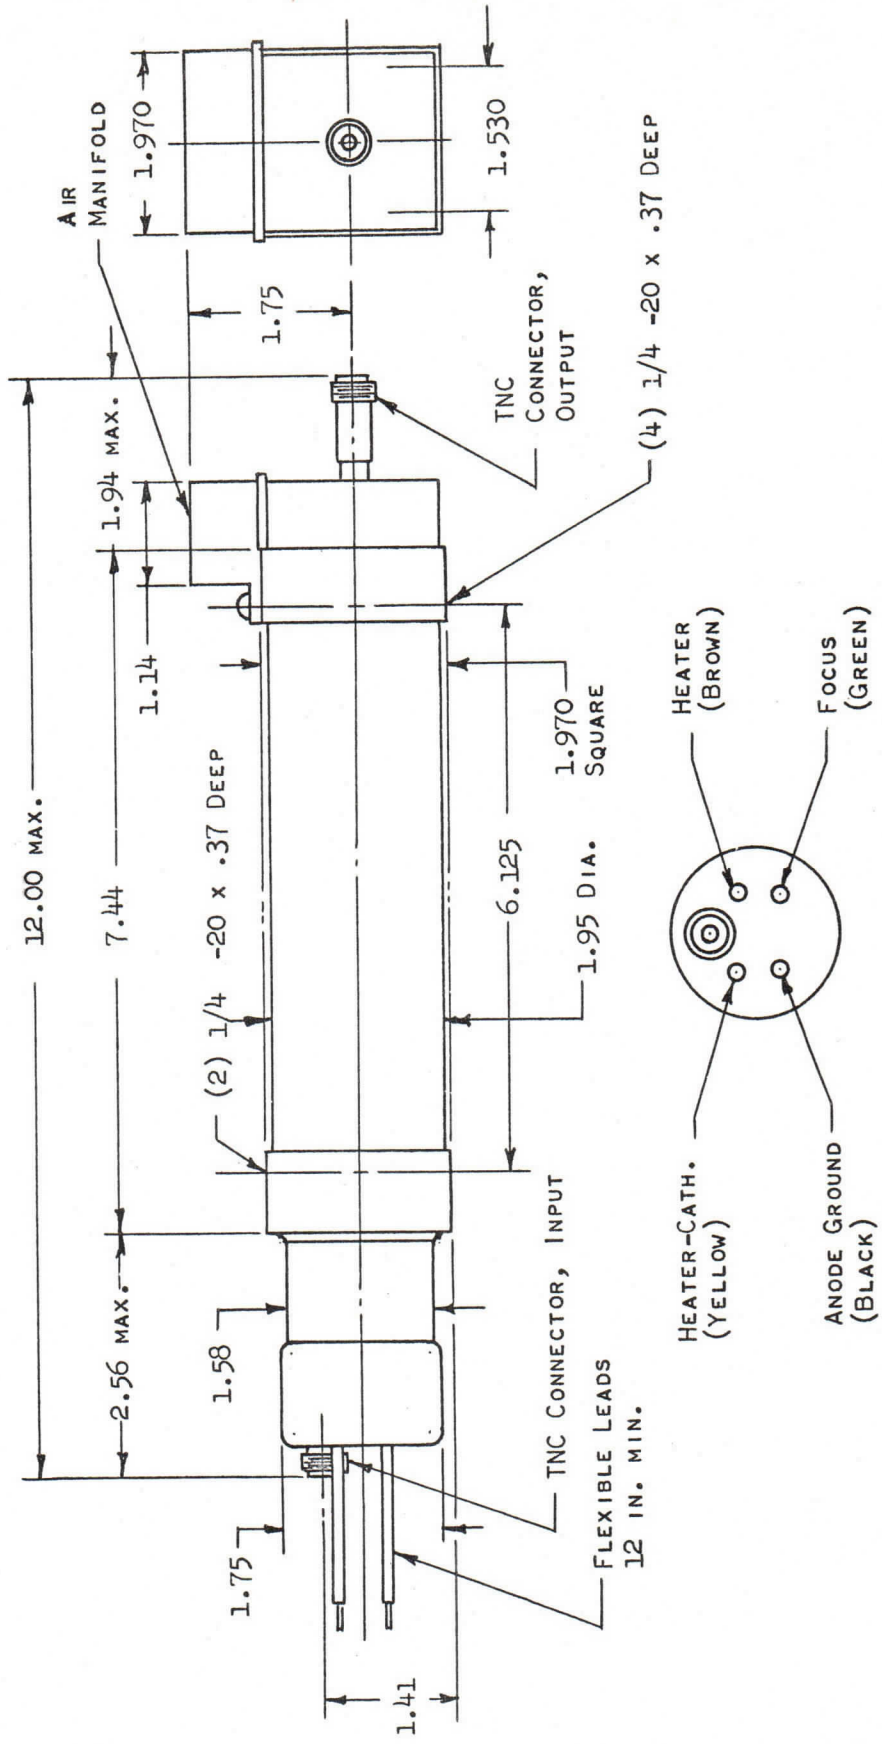 12.00 MAX.
2.56 MAX.
7.44
1.94 MAX.
1.14
AIR
MANIFOLD
1.970
1.75
1.530
1.75
1.58
(2) 1/4 -20 x .37 DEEP
1.41
TNC CONNECTOR, INPUT
FLEXIBLE LEADS
12 IN. MIN.
6.125
1.95 DIA.
1.970
SQUARE
TNC
CONNECTOR,
OUTPUT
(4) 1/4 -20 x .37 DEEP
HEATER-CATH.
(YELLOW)
ANODE GROUND
(BLACK)
HEATER
(BROWN)
FOCUS
(GREEN)